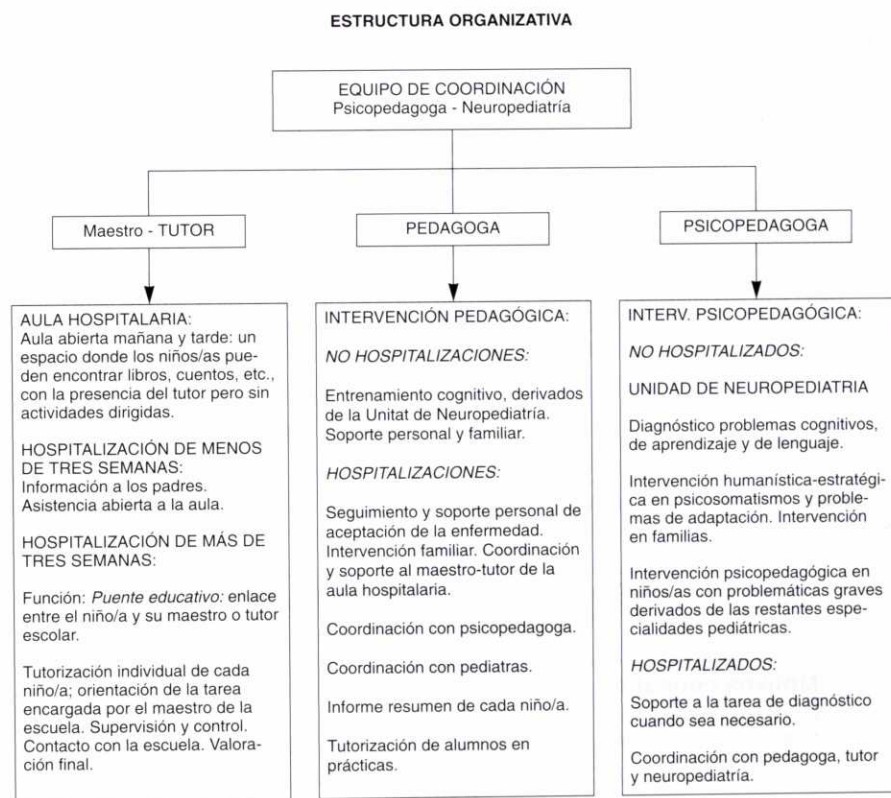 ESTRUCTURA ORGANIZATIVA
EQUIPO DE COORDINACIÓN
Psicopedagoga - Neuropediatría
Maestro - TUTOR
PEDAGOGA
PSICOPEDAGOGA
AULA HOSPITALARIA:
Aula abierta mañana y tarde: un
espacio donde los niños/as pue-
den encontrar libros, cuentos, etc.,
con la presencia del tutor pero sin
actividades dirigidas.
HOSPITALIZACIÓN DE MENOS
DE TRES SEMANAS:
Información a los padres.
Asistencia abierta a la aula.
HOSPITALIZACIÓN DE MÁS DE
TRES SEMANAS:
Función: Puente educativo: enlace
entre el niño/a y su maestro o tutor
escolar.
Tutorización individual de cada
niño/a; orientación de la tarea
encargada por el maestro de la
escuela. Supervisión y control.
Contacto con la escuela. Valora-
ción final.
INTERVENCIÓN PEDAGÓGICA:
NO HOSPITALIZACIONES:
Entrenamiento cognitivo, derivados
de la Unitat de Neuropediatría.
Soporte personal y familiar.
HOSPITALIZACIONES:
Seguimiento y soporte personal de
aceptación de la enfermedad.
Intervención familiar. Coordinación
y soporte al maestro-tutor de la
aula hospitalaria.
Coordinación con psicopedagoga.
Coordinación con pediatras.
Informe resumen de cada niño/a.
Tutorización de alumnos en
prácticas.
INTERV. PSICOPEDAGÓGICA:
NO HOSPITALIZADOS:
UNIDAD DE NEUROPEDIATRIA
Diagnóstico problemas cognitivos,
de aprendizaje y de lenguaje.
Intervención humanística-estratégi-
ca en psicosomatismos y proble-
mas de adaptación. Intervención
en familias.
Intervención psicopedagógica en
niños/as con problemáticas graves
derivados de las restantes espe-
cialidades pediátricas.
HOSPITALIZADOS:
Soporte a la tarea de diagnóstico
cuando sea necesario.
Coordinación con pedagoga, tutor
y neuropediatría.